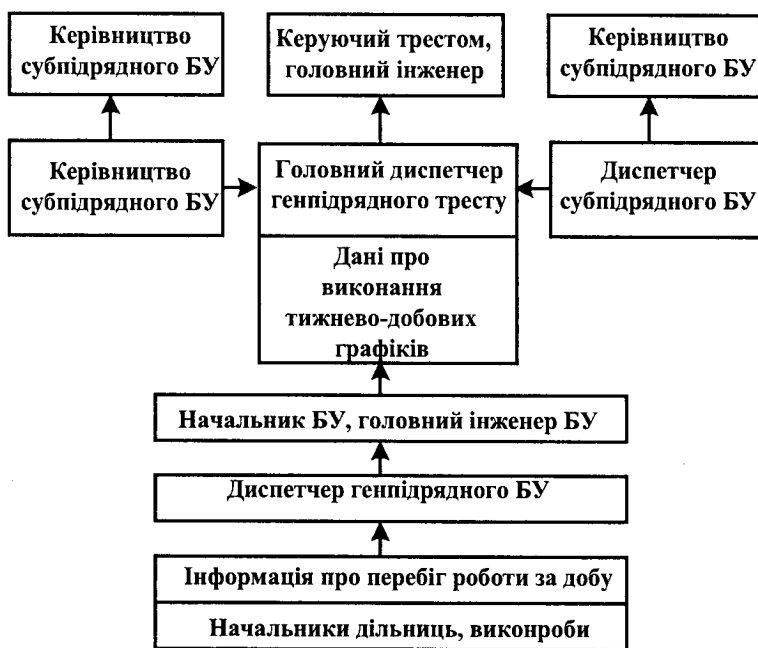 Керівництво
субпідрядного БУ
Керуючий трестом,
головний інженер
Керівництво
субпідрядного БУ
Керівництво
субпідрядного БУ
Головний диспетчер
генпідрядного тресту
Диспетчер
субпідрядного БУ
Дані про
виконання
тижнево-добових
графіків
Начальник БУ, головний інженер БУ
Диспетчер генпідрядного БУ
Інформація про перебіг роботи за добу
Начальники дільниць, виконроби